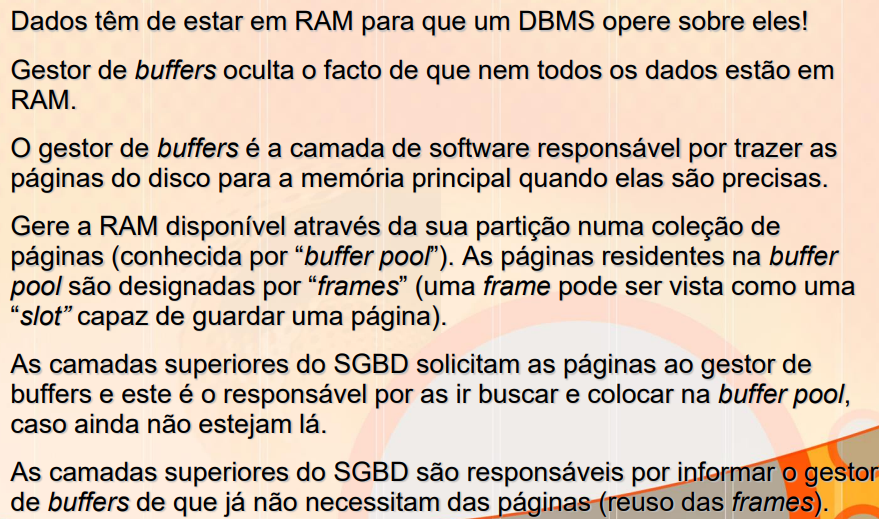 Dados têm de estar em RAM para que um DBMS opere sobre eles!
Gestor de buffers oculta o facto de que nem todos os dados estão em
RAM.
O gestor de buffers é a camada de software responsável por trazer as
páginas do disco para a memória principal quando elas são precisas.
Gere a RAM disponível através da sua partição numa coleção de
páginas (conhecida por “buffer pool”). As páginas residentes na buffer
pool são designadas por “frames” (uma frame pode ser vista como uma
“slot” capaz de guardar uma página).
As camadas superiores do SGBD solicitam as páginas ao gestor de
buffers e este é o responsável por as ir buscar e colocar na buffer pool,
caso ainda não estejam lá.
As camadas superiores do SGBD são responsáveis por informar o gestor
de buffers de que já não necessitam das páginas (reuso das frames).